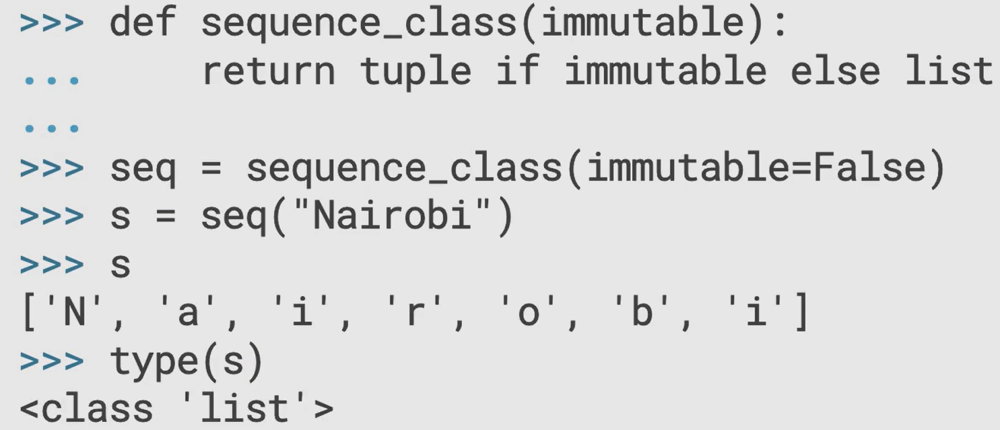 >>> def sequence_class(immutable):
...     return tuple if immutable else list
...
>>> seq = sequence_class(immutable=False)
>>> s = seq("Nairobi")
>>> s
['N', 'a', 'i', 'r', 'o', 'b', 'i']
>>> type(s)
<class 'list'>